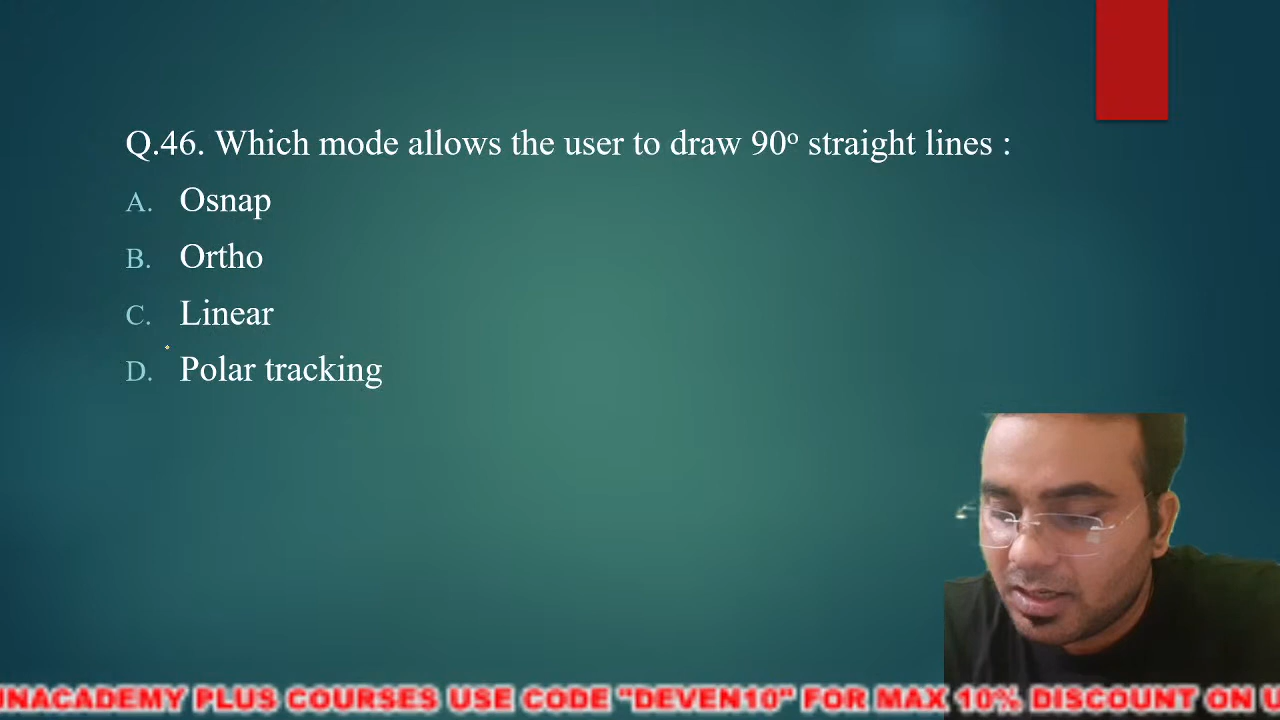 Q.46. Which mode allows the user to draw 90º straight lines :
A. Osnap
B. Ortho
C. Linear
D. Polar tracking
PLUS COURSES USE CODE "DEVEN10" FOR MAX 10% DISCOUNT ON